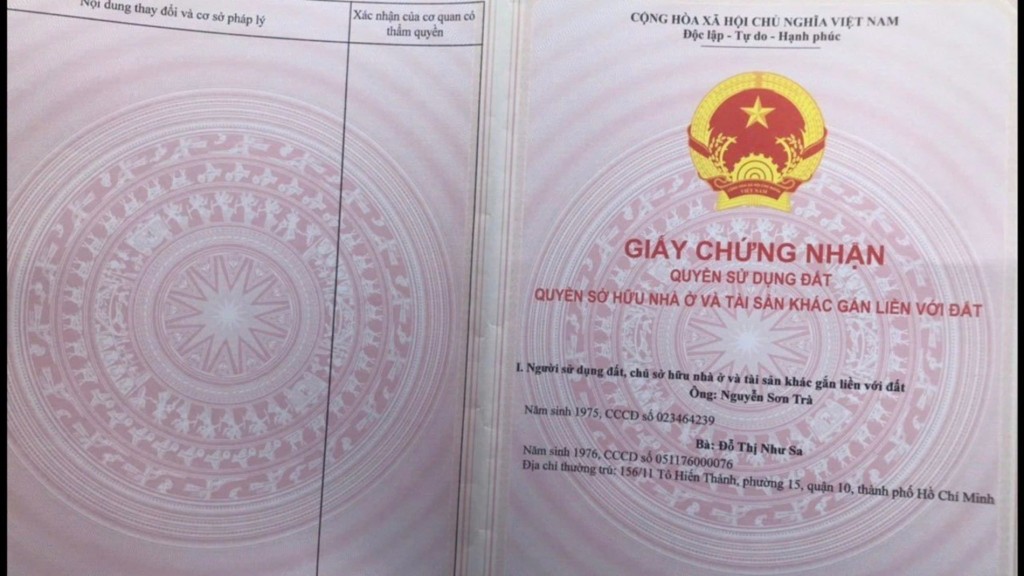 Nội dung thay đổi và cơ sở pháp lý
Xác nhận của cơ quan có
thẩm quyền
CỘNG HÒA XÃ HỘI CHỦ NGHĨA VIỆT NAM
Độc lập - Tự do - Hạnh phúc
VIỆT NAM
GIẤY CHỨNG NHẬN
QUYỀN SỬ DỤNG ĐẤT
QUYỀN SỞ HỮU NHÀ Ở VÀ TÀI SẢN KHÁC GẮN LIỀN VỚI ĐẤT
I. Người sử dụng đất, chủ sở hữu nhà ở và tài sản khác gắn liền với đất
Ông: Nguyễn Sơn Trà
Năm sinh 1975, CCCD số 023464239
Bà: Đỗ Thị Như Sa
Năm sinh 1976, CCCD số 051176000076
Địa chỉ thường trú: 156/11 Tô Hiến Thành, phường 15, quận 10, thành phố Hồ Chí Minh